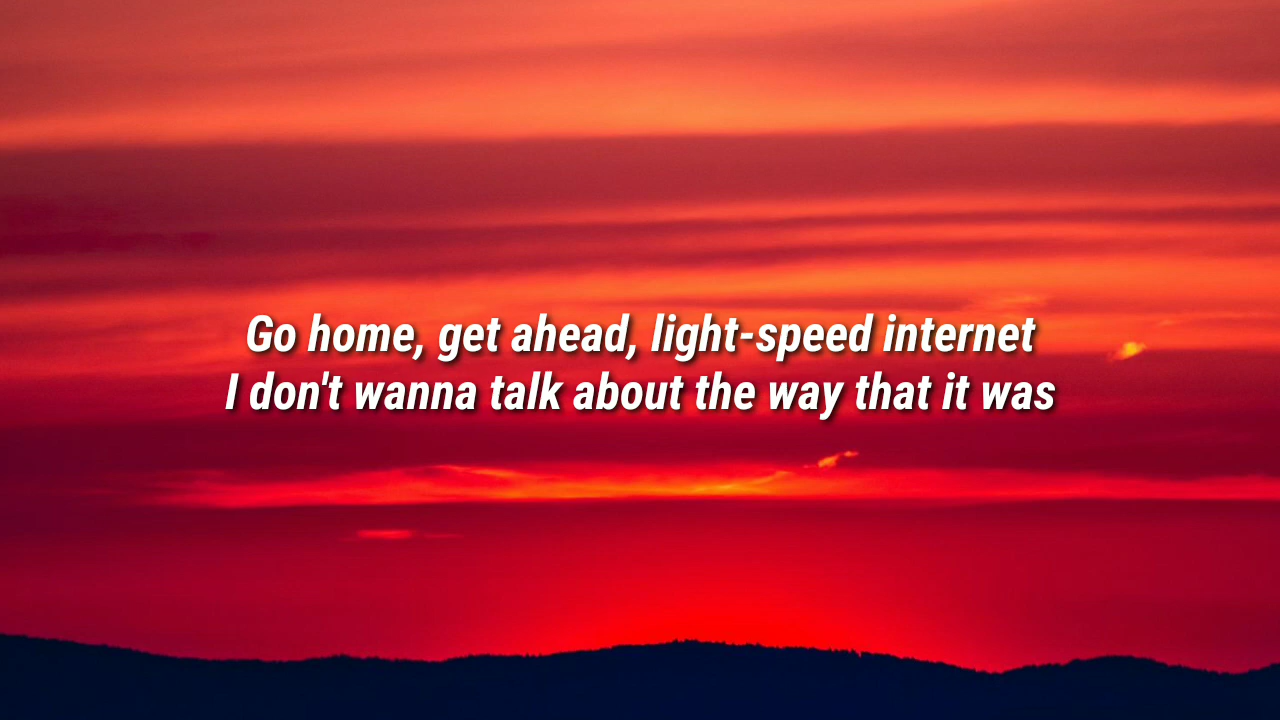 Go home, get ahead, light-speed internet
I don't wanna talk about the way that it was